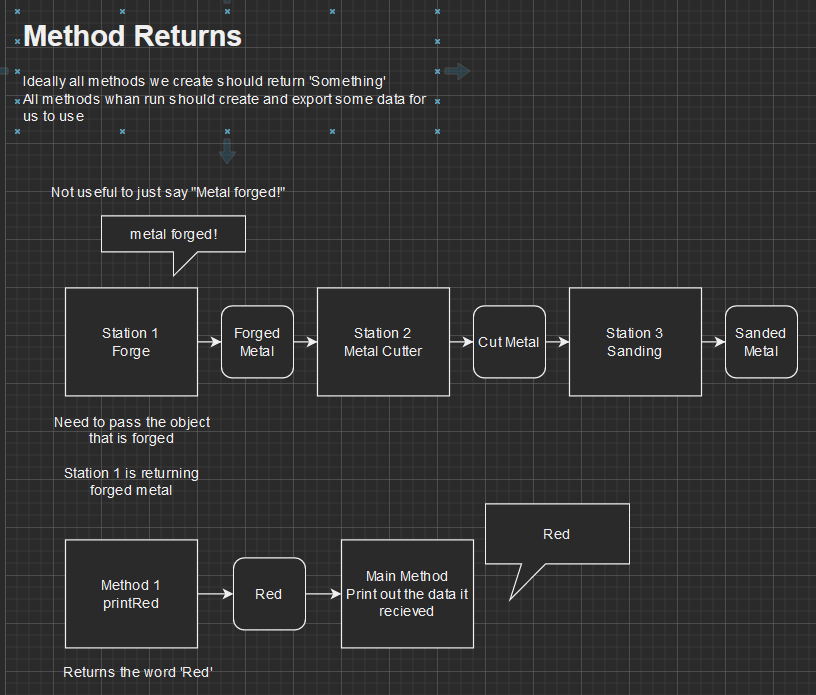 Method Returns
Ideally all methods we create should return 'Something'
All methods whan run should create and export some data for
us to use
Not useful to just say "Metal forged!"
metal forged!
Station 1
Forge
Forged
Metal
Station 2
Metal Cutter
Cut Metal
Station 3
Sanding
Sanded
Metal
Need to pass the object
that is forged
Station 1 is returning
forged metal
Method 1
printRed
Red
Main Method
Print out the data it
recieved
Red
Returns the word 'Red'